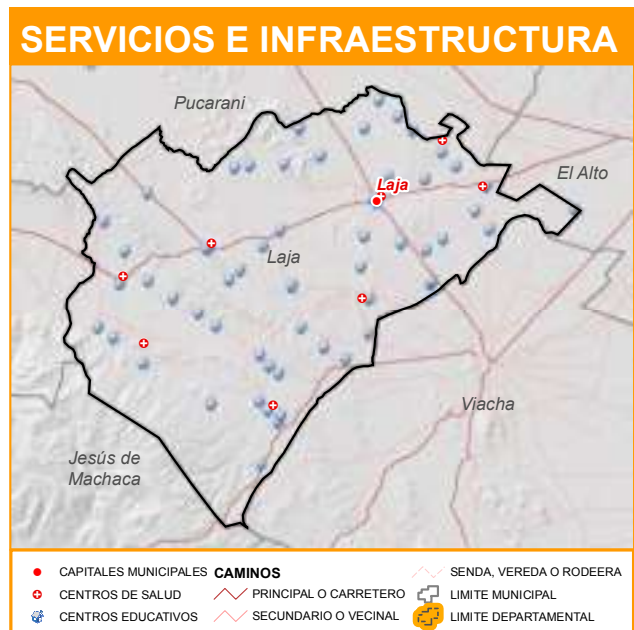 SERVICIOS E INFRAESTRUCTURA
Pucarani
El Alto
Laja
Laja
Viacha
Jesús de
Machaca
CAPITALES MUNICIPALES
CENTROS DE SALUD
CENTROS EDUCATIVOS
CAMINOS
PRINCIPAL O CARRETERO
SECUNDARIO O VECINAL
SENDA, VEREDA O RODEERA
LIMITE MUNICIPAL
LIMITE DEPARTAMENTAL